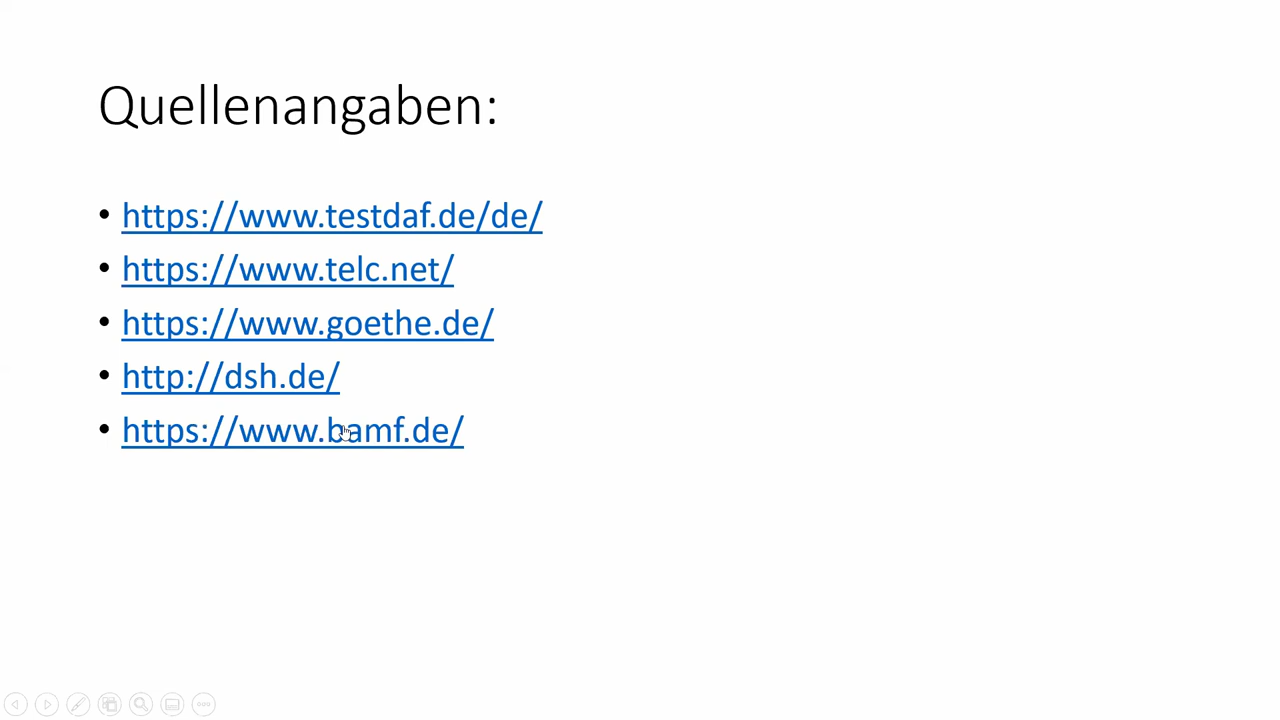 Quellenangaben:
• https://www.testdaf.de/de/
• https://www.telc.net/
• https://www.goethe.de/
• http://dsh.de/
• https://www.bamf.de/